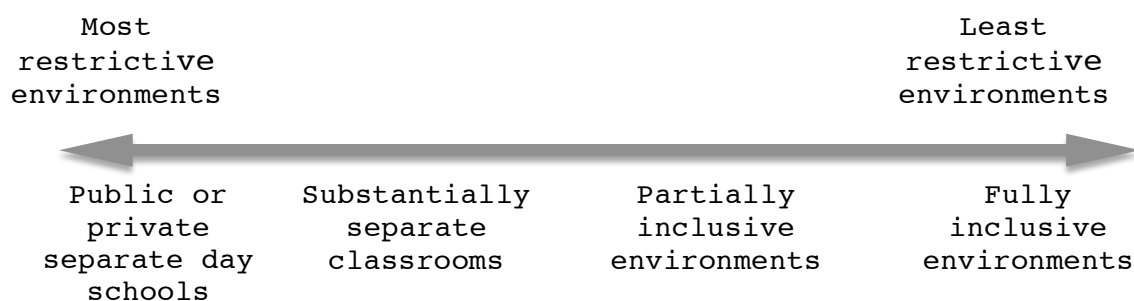 Most
restrictive
environments
Least
restrictive
environments
Public or
private
separate day
schools
Substantially
separate
classrooms
Partially
inclusive
environments
Fully
inclusive
environments